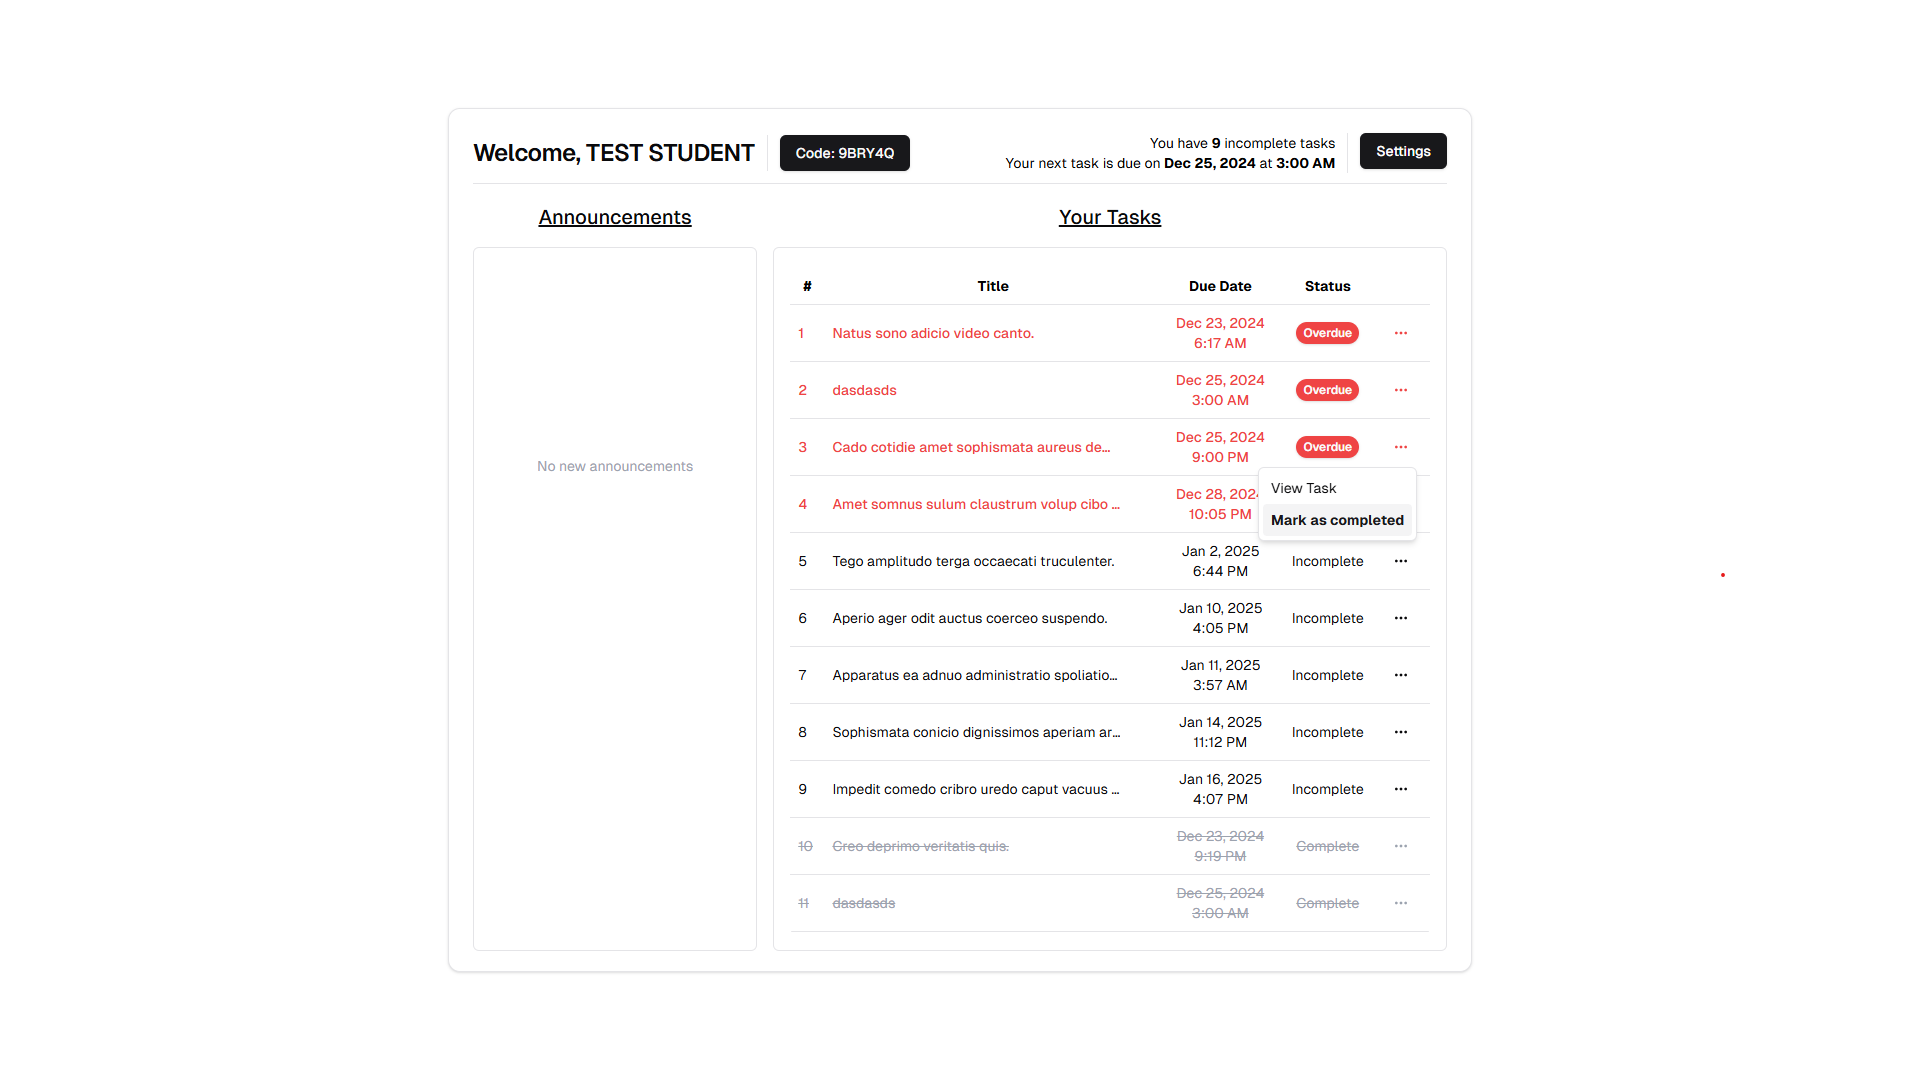 Welcome, TEST STUDENT
Code: 9BRY4Q
You have 9 incomplete tasks
Your next task is due on Dec 25, 2024 at 3:00 AM
Settings
Announcements
No new announcements
Your Tasks
# Title Due Date Status
1 Natus sono adicio video canto. Dec 23, 2024 6:17 AM Overdue ...
2 dasdasds Dec 25, 2024 3:00 AM Overdue ...
3 Cado cotidie amet sophismata aureus de... Dec 25, 2024 9:00 PM Overdue ...
4 Amet somnus sulum claustrum volup cibo ... Dec 28, 2024 10:05 PM
View Task
Mark as completed
5 Tego amplitudo terga occaecati truculenter. Jan 2, 2025 6:44 PM Incomplete ...
6 Aperio ager odit auctus coerceo suspendo. Jan 10, 2025 4:05 PM Incomplete ...
7 Apparatus ea adnuo administratio spoliatio... Jan 11, 2025 3:57 AM Incomplete ...
8 Sophismata conicio dignissimos aperiam ar... Jan 14, 2025 11:12 PM Incomplete ...
9 Impedit comedo cribro uredo caput vacuus ... Jan 16, 2025 4:07 PM Incomplete ...
10 Creo deprimo veritatis quis. Dec 23, 2024 9:19 PM Complete ...
11 dasdasds Dec 25, 2024 3:00 AM Complete ...